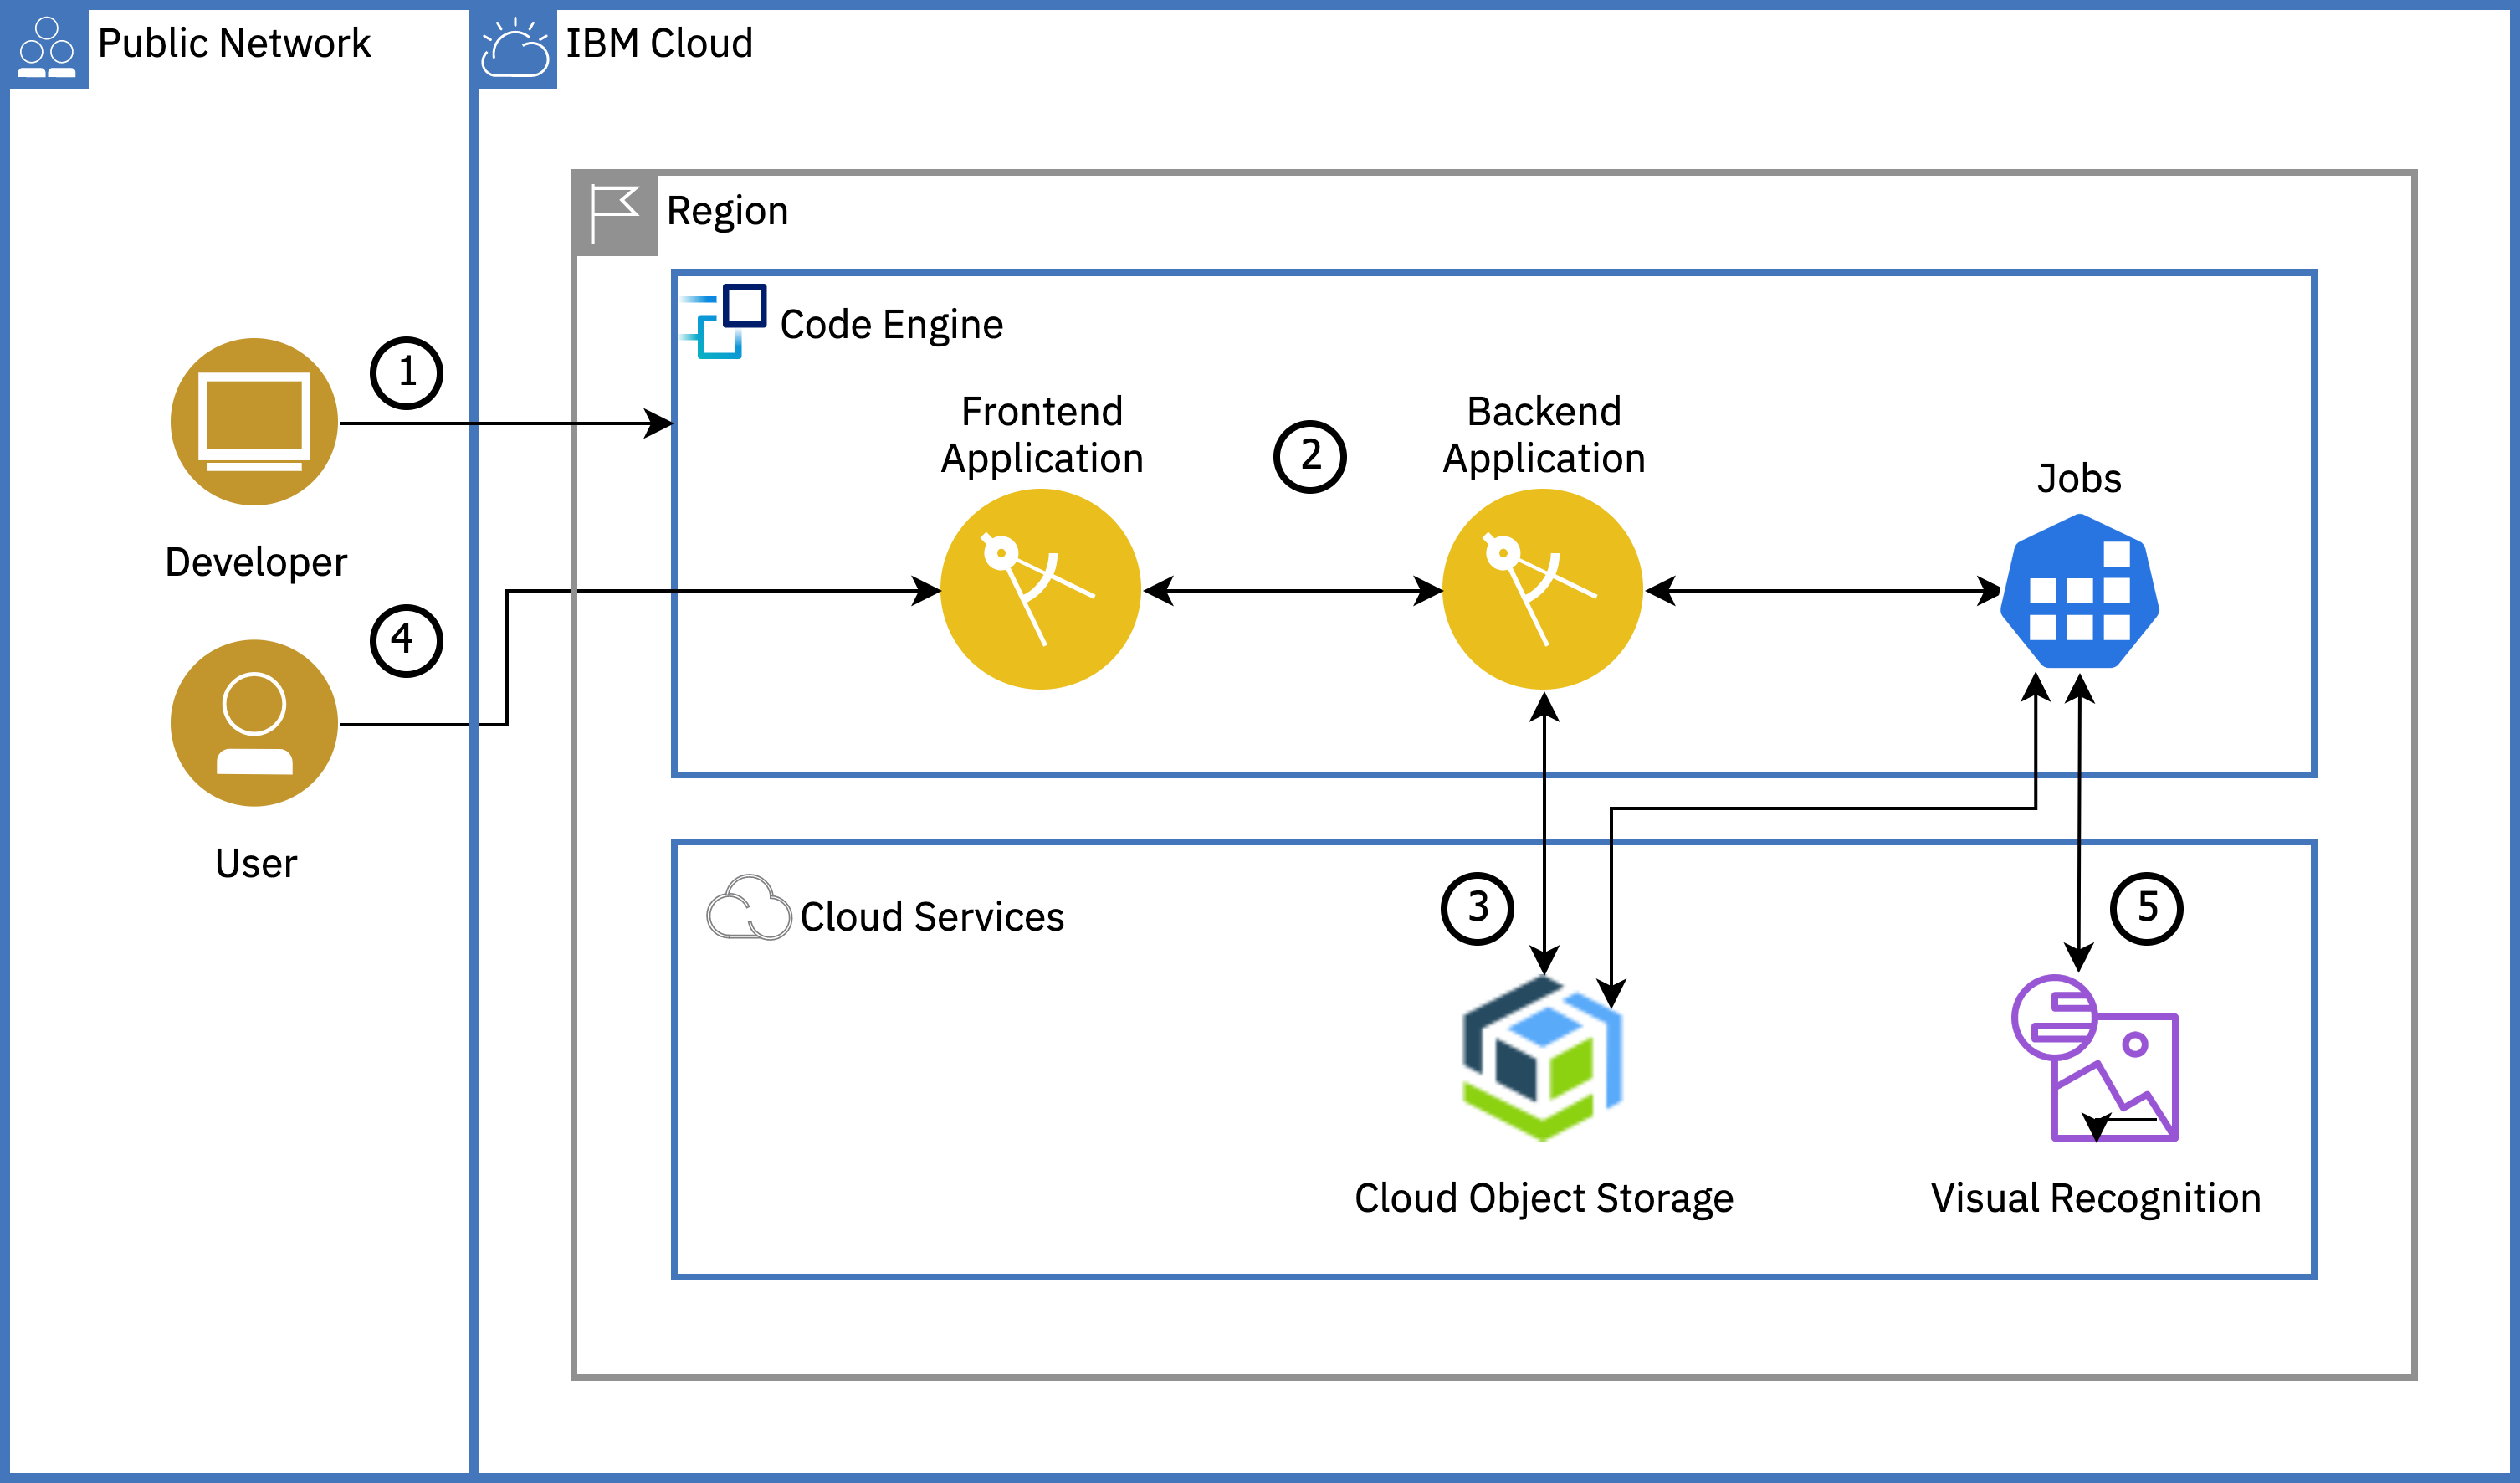 Public Network
IBM Cloud
Region
Code Engine
1
Developer
4
User
Frontend
Application
2
Backend
Application
Jobs
Cloud Services
3
5
Cloud Object Storage
Visual Recognition